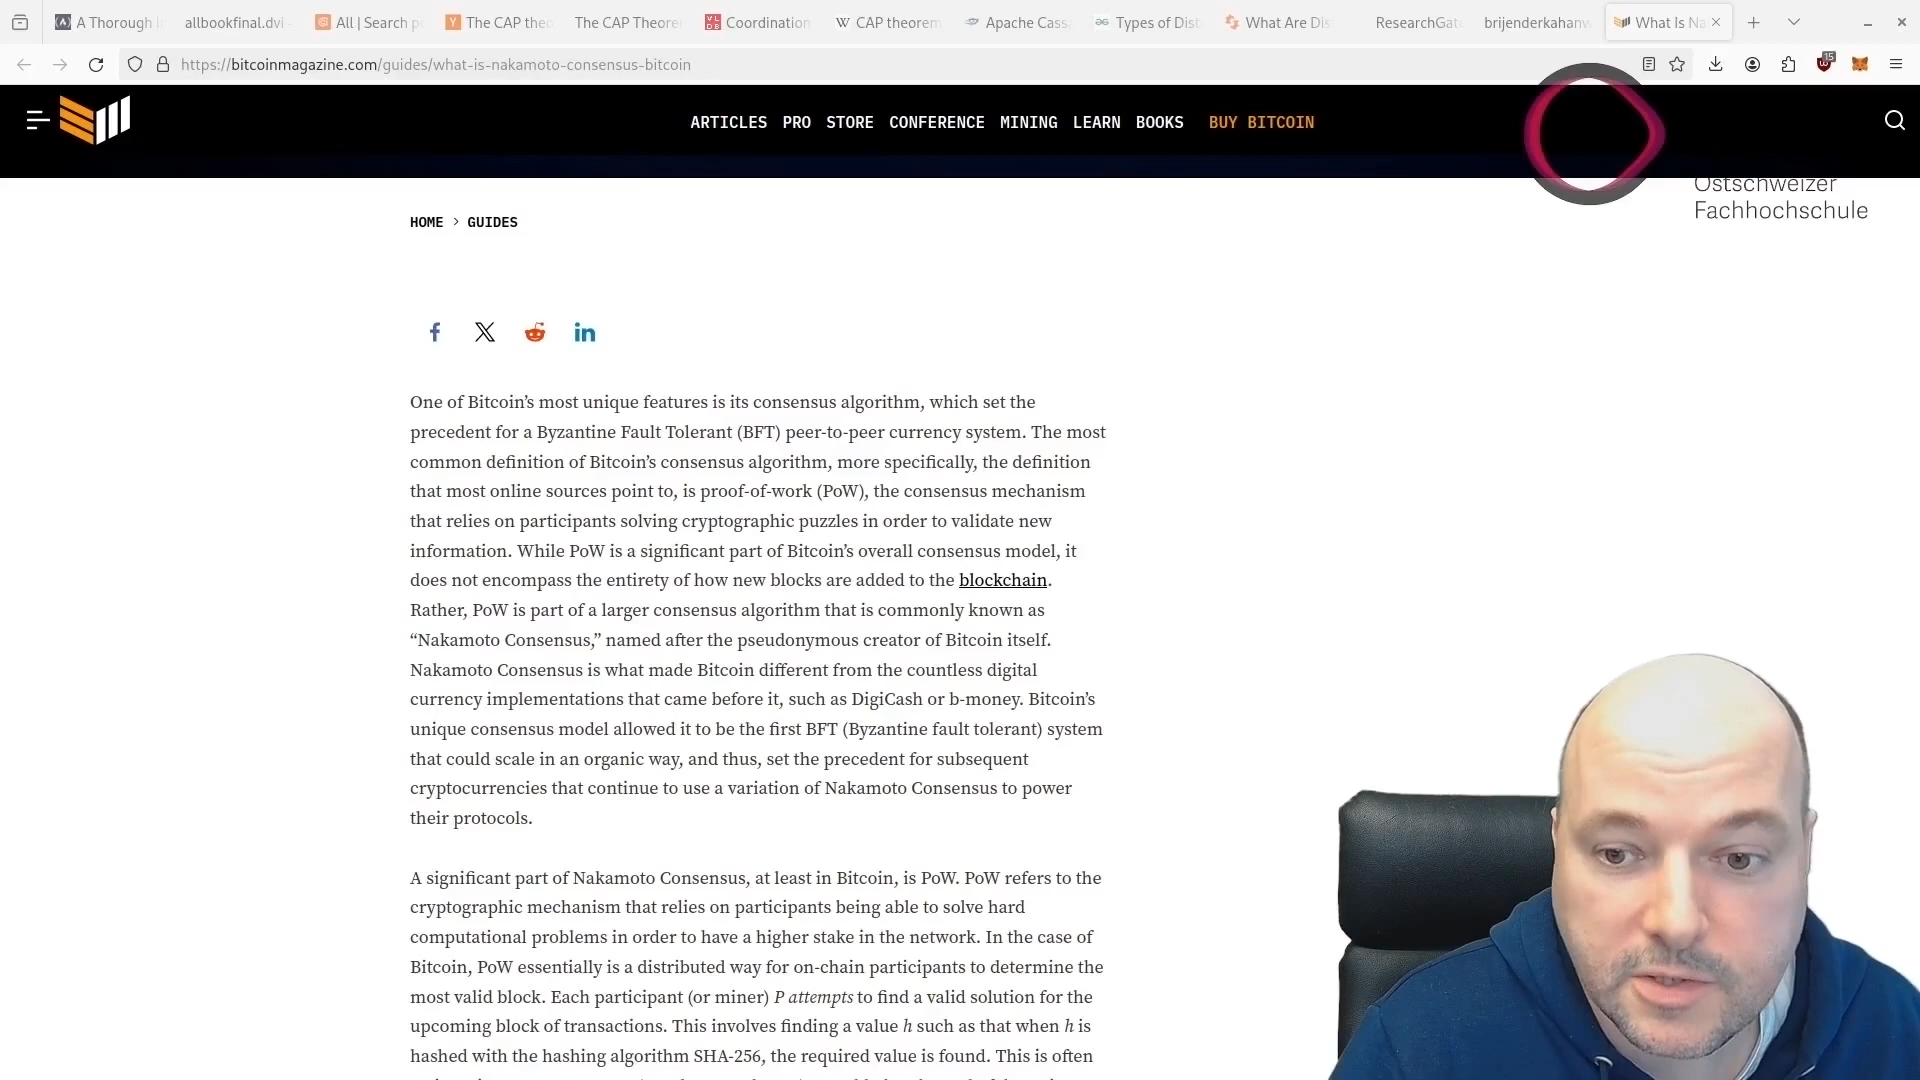 A Thorough I
allbookfinal.dvi
All | Search p
The CAP theo
The CAP Theore
Coordination
CAP theorem
Apache Cass
Types of Dist
What Are Dis
ResearchGat
brijenderkahanw
What Is Na
https://bitcoinmagazine.com/guides/what-is-nakamoto-consensus-bitcoin
15
ARTICLES PRO STORE CONFERENCE MINING LEARN BOOKS BUY BITCOIN
Ostschweizer
Fachhochschule
HOME > GUIDES
One of Bitcoin’s most unique features is its consensus algorithm, which set the
precedent for a Byzantine Fault Tolerant (BFT) peer-to-peer currency system. The most
common definition of Bitcoin’s consensus algorithm, more specifically, the definition
that most online sources point to, is proof-of-work (PoW), the consensus mechanism
that relies on participants solving cryptographic puzzles in order to validate new
information. While PoW is a significant part of Bitcoin’s overall consensus model, it
does not encompass the entirety of how new blocks are added to the blockchain.
Rather, PoW is part of a larger consensus algorithm that is commonly known as
“Nakamoto Consensus,” named after the pseudonymous creator of Bitcoin itself.
Nakamoto Consensus is what made Bitcoin different from the countless digital
currency implementations that came before it, such as DigiCash or b-money. Bitcoin’s
unique consensus model allowed it to be the first BFT (Byzantine fault tolerant) system
that could scale in an organic way, and thus, set the precedent for subsequent
cryptocurrencies that continue to use a variation of Nakamoto Consensus to power
their protocols.
A significant part of Nakamoto Consensus, at least in Bitcoin, is PoW. PoW refers to the
cryptographic mechanism that relies on participants being able to solve hard
computational problems in order to have a higher stake in the network. In the case of
Bitcoin, PoW essentially is a distributed way for on-chain participants to determine the
most valid block. Each participant (or miner) P attempts to find a valid solution for the
upcoming block of transactions. This involves finding a value h such as that when h is
hashed with the hashing algorithm SHA-256, the required value is found. This is often